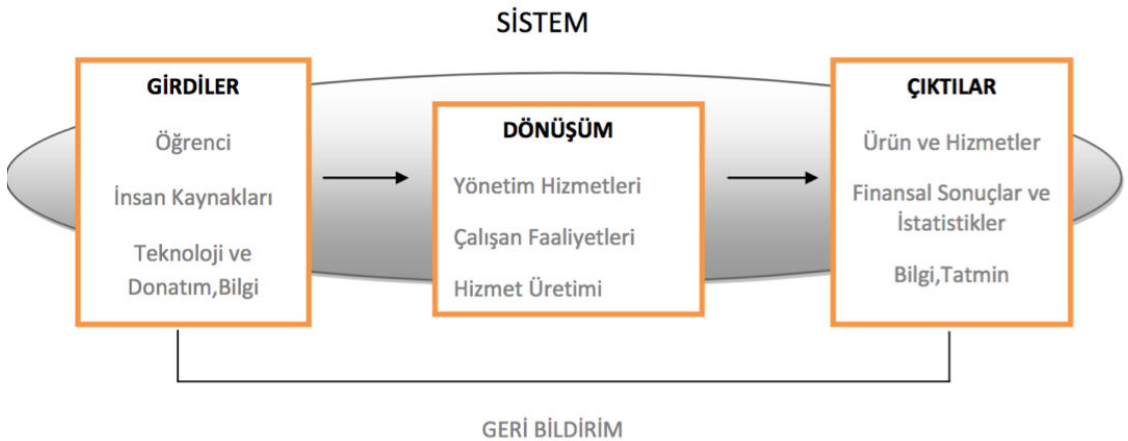 SİSTEM
GİRDİLER
Öğrenci
İnsan Kaynakları
Teknoloji ve
Donatım,Bilgi
DÖNÜŞÜM
Yönetim Hizmetleri
Çalışan Faaliyetleri
Hizmet Üretimi
ÇIKTILAR
Ürün ve Hizmetler
Finansal Sonuçlar ve
İstatistikler
Bilgi,Tatmin
GERİ BİLDİRİM